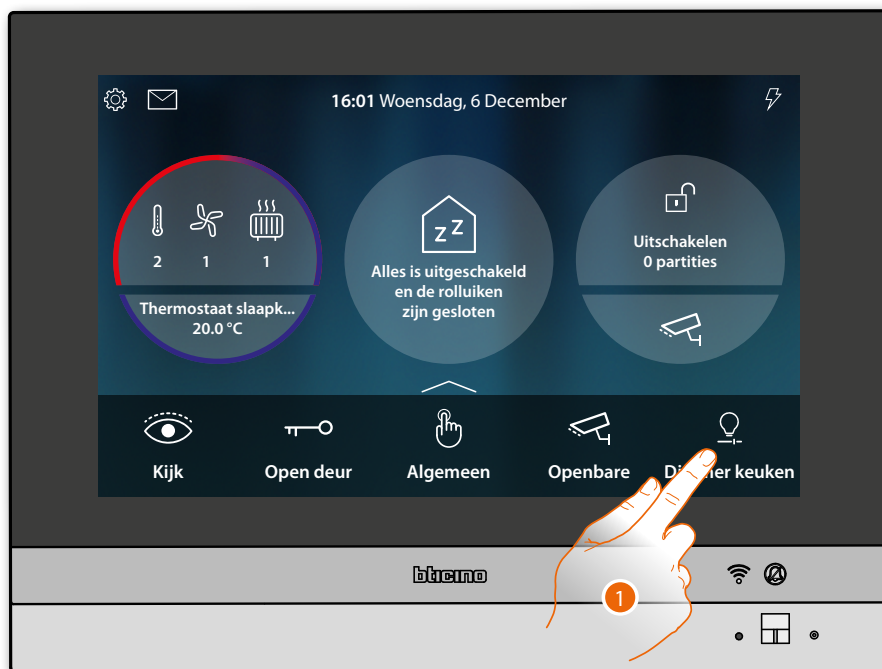 16:01 Woensdag, 6 December
2 1 1
Thermostaat slaapk...
20.0 °C
zz
Alles is uitgeschakeld
en de rolluiken
zijn gesloten
Uitschakelen
0 partities
Kijk
Open deur
Algemeen
Openbare
keuken
bticino
1